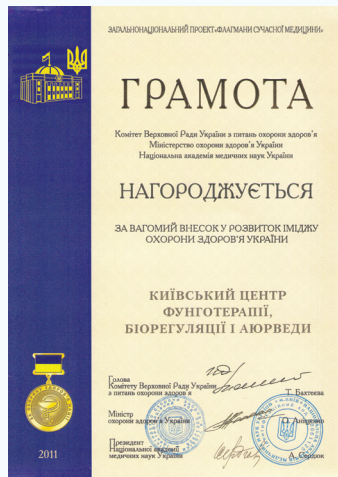 ЗАГАЛЬНОНАЦІОНАЛЬНИЙ ПРОЕКТ «ФЛАГМАНИ СУЧАСНОЇ МЕДИЦИНИ»
ГРАМОТА
Комітет Верховної Ради України з питань охорони здоров'я
Міністерство охорони здоров'я України
Національна академія медичних наук України
НАГОРОДЖУЄТЬСЯ
ЗА ВАГОМИЙ ВНЕСОК У РОЗВИТОК ІМІДЖУ
ОХОРОНИ ЗДОРОВ'Я УКРАЇНИ
КИЇВСЬКИЙ ЦЕНТР
ФУНГОТЕРАПІЇ,
БІОРЕГУЛЯЦІЇ І АЮРВЕДИ
Голова
Комітету Верховної Ради України
з питань охорони здоров'я Т. Бахтеєва
Міністр
охорони здоров'я України О. Аніщенко
Президент
Національної академії
медичних наук України А. Сердюк
2011